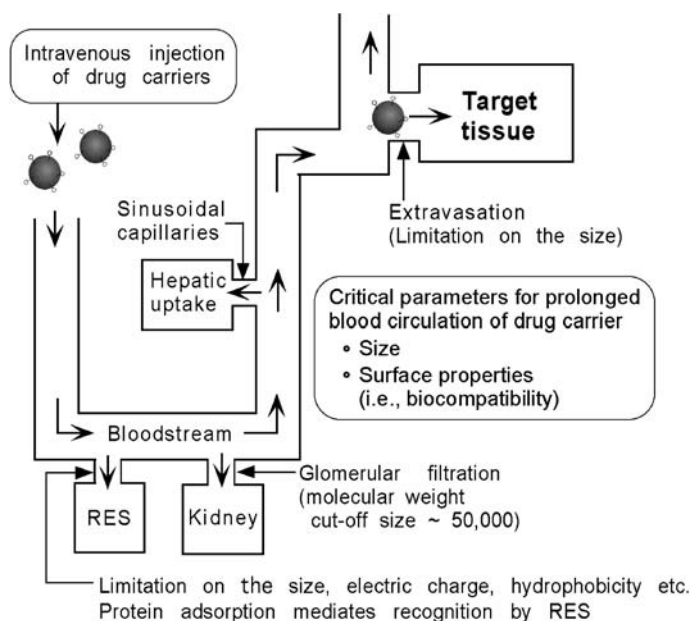 Intravenous injection
of drug carriers
Target
tissue
Sinusoidal
capillaries
Extravasation
(Limitation on the size)
Hepatic
uptake
Critical parameters for prolonged
blood circulation of drug carrier
∘ Size
∘ Surface properties
(i.e., biocompatibility)
Bloodstream
Glomerular filtration
(molecular weight
cut-off size ~ 50,000)
RES
Kidney
Limitation on the size, electric charge, hydrophobicity etc.
Protein adsorption mediates recognition by RES